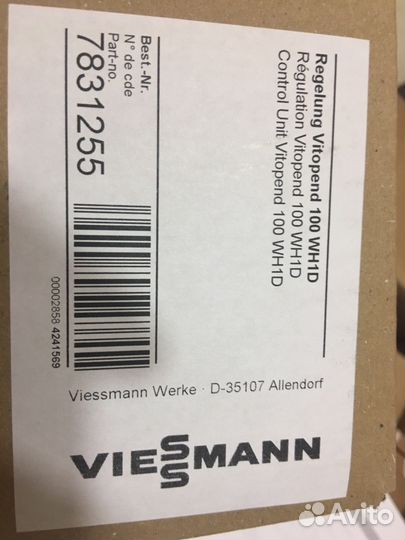 Regelung Vitopend 100 WH1D
Régulation Vitopend 100 WH1D
Control Unit Vitopend 100 WH1D
Best.-Nr.
N° de cde
Part-no.
7831255
00002858 4241569
Viessmann Werke · D-35107 Allendorf
VIESSMANN
Avito